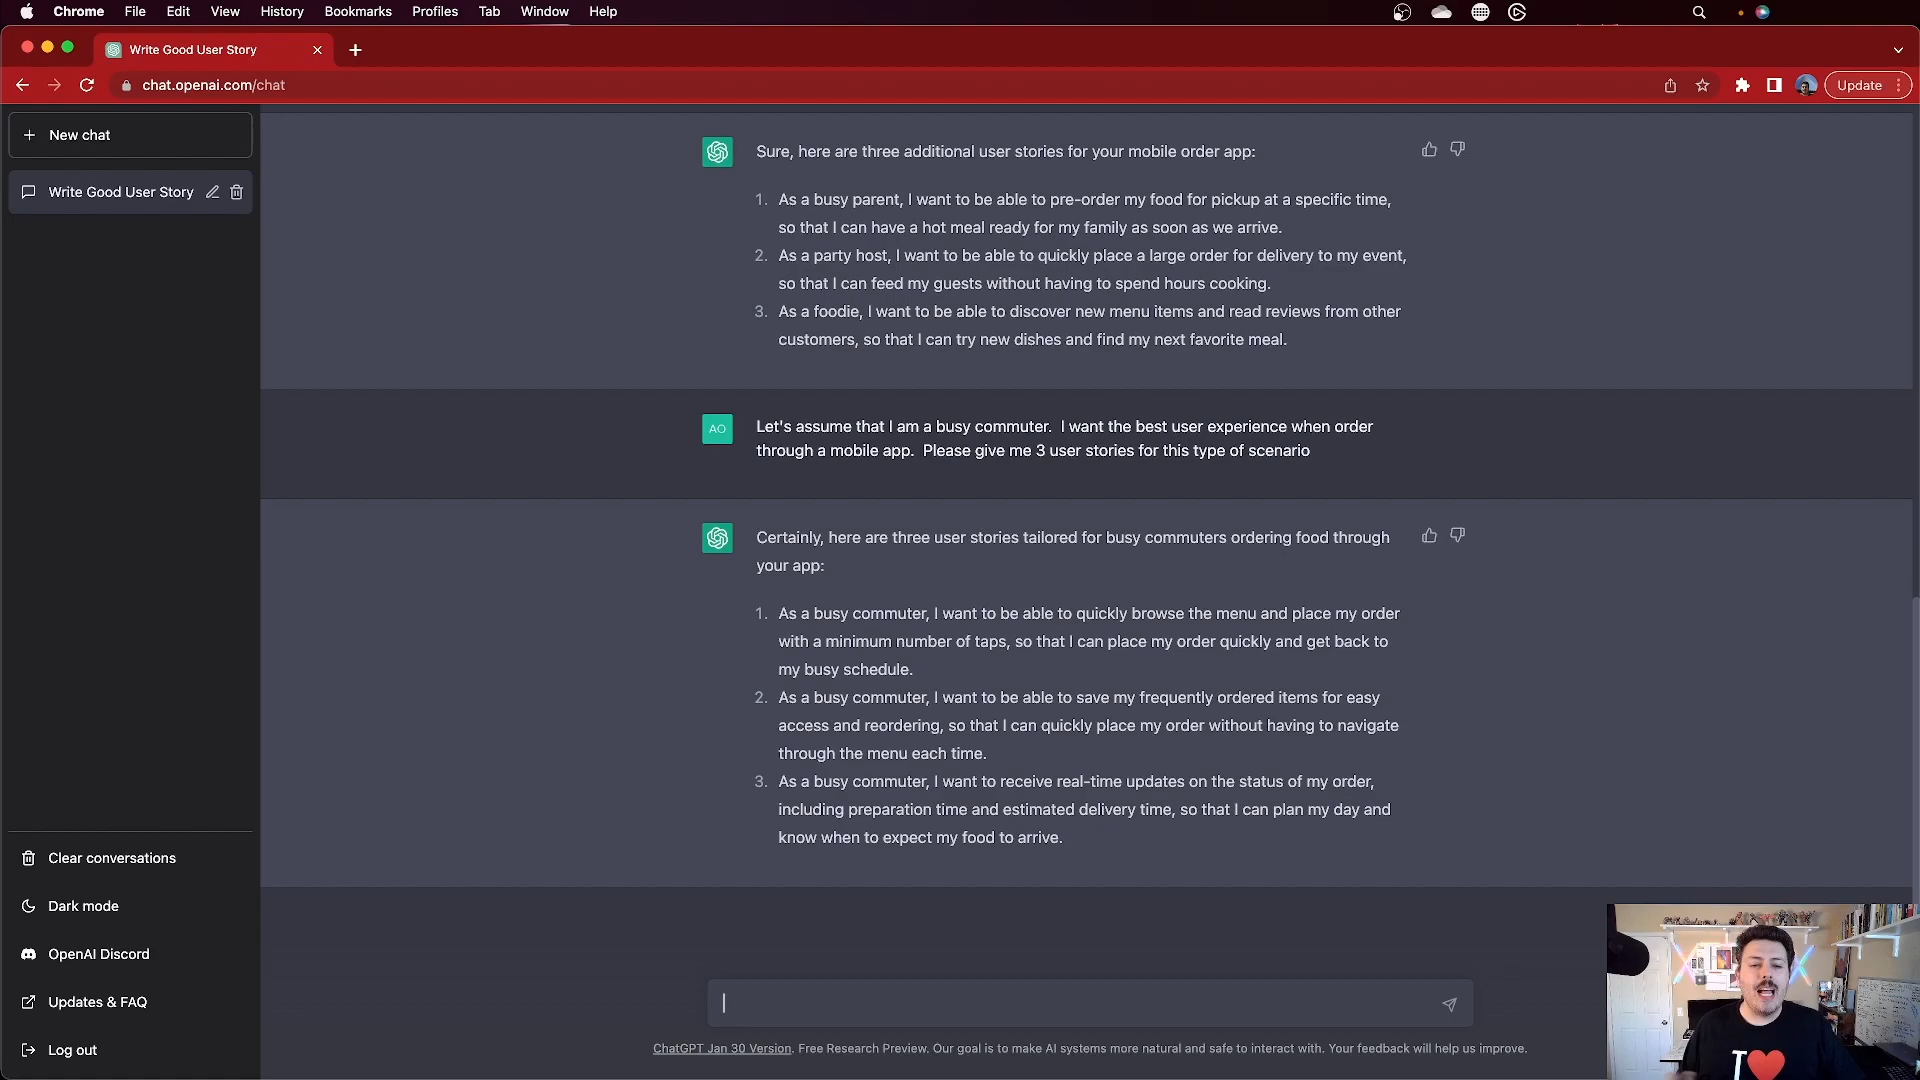 Chrome File Edit View History Bookmarks Profiles Tab Window Help
Write Good User Story
chat.openai.com/chat
Update
New chat
Write Good User Story
Sure, here are three additional user stories for your mobile order app:
1. As a busy parent, I want to be able to pre-order my food for pickup at a specific time,
so that I can have a hot meal ready for my family as soon as we arrive.
2. As a party host, I want to be able to quickly place a large order for delivery to my event,
so that I can feed my guests without having to spend hours cooking.
3. As a foodie, I want to be able to discover new menu items and read reviews from other
customers, so that I can try new dishes and find my next favorite meal.
AO
Let's assume that I am a busy commuter.  I want the best user experience when order
through a mobile app.  Please give me 3 user stories for this type of scenario
Certainly, here are three user stories tailored for busy commuters ordering food through
your app:
1. As a busy commuter, I want to be able to quickly browse the menu and place my order
with a minimum number of taps, so that I can place my order quickly and get back to
my busy schedule.
2. As a busy commuter, I want to be able to save my frequently ordered items for easy
access and reordering, so that I can quickly place my order without having to navigate
through the menu each time.
3. As a busy commuter, I want to receive real-time updates on the status of my order,
including preparation time and estimated delivery time, so that I can plan my day and
know when to expect my food to arrive.
Clear conversations
Dark mode
OpenAI Discord
Updates & FAQ
Log out
ChatGPT Jan 30 Version. Free Research Preview. Our goal is to make AI systems more natural and safe to interact with. Your feedback will help us improve.
I